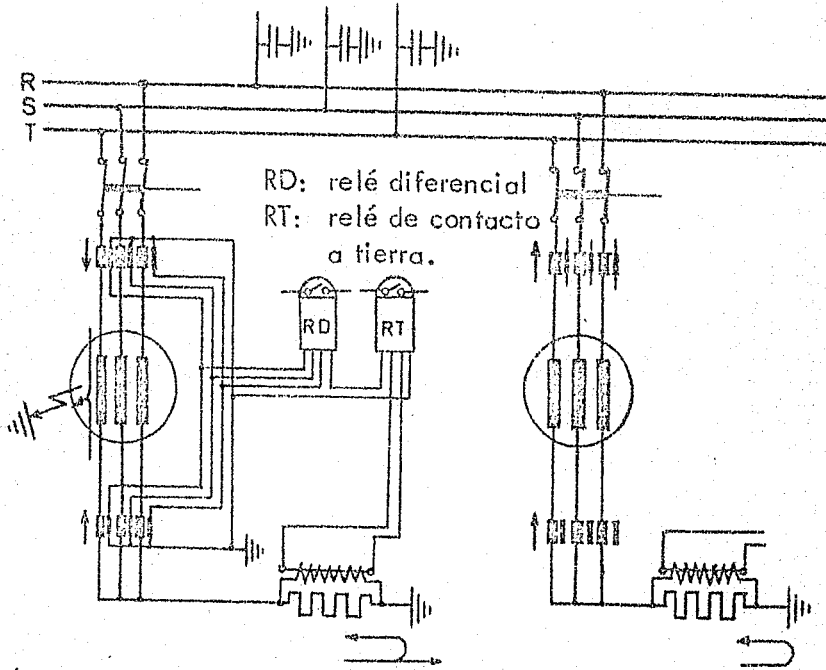 R
S
T
RD: relé diferencial
RT: relé de contacto
a tierra.
RD
RT